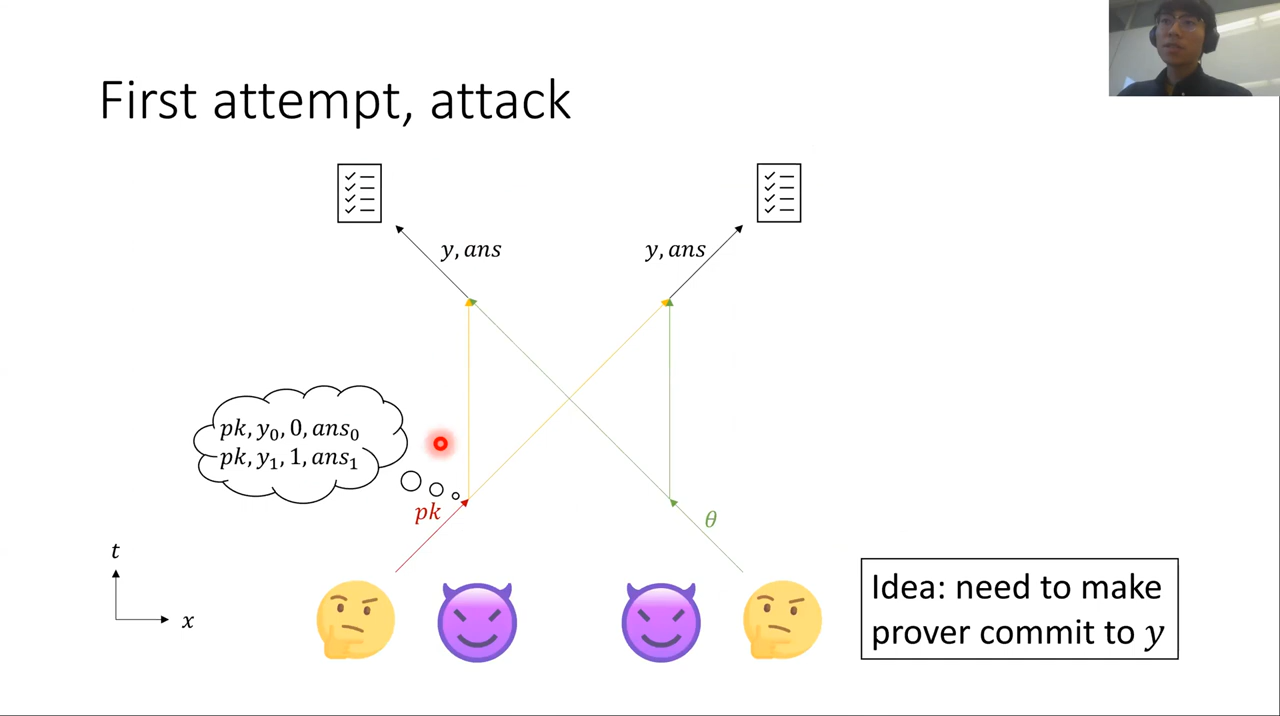 First attempt, attack
y, ans
y, ans
pk, y₀, 0, ans₀
pk, y₁, 1, ans₁
pk
θ
t
x
Idea: need to make
prover commit to y